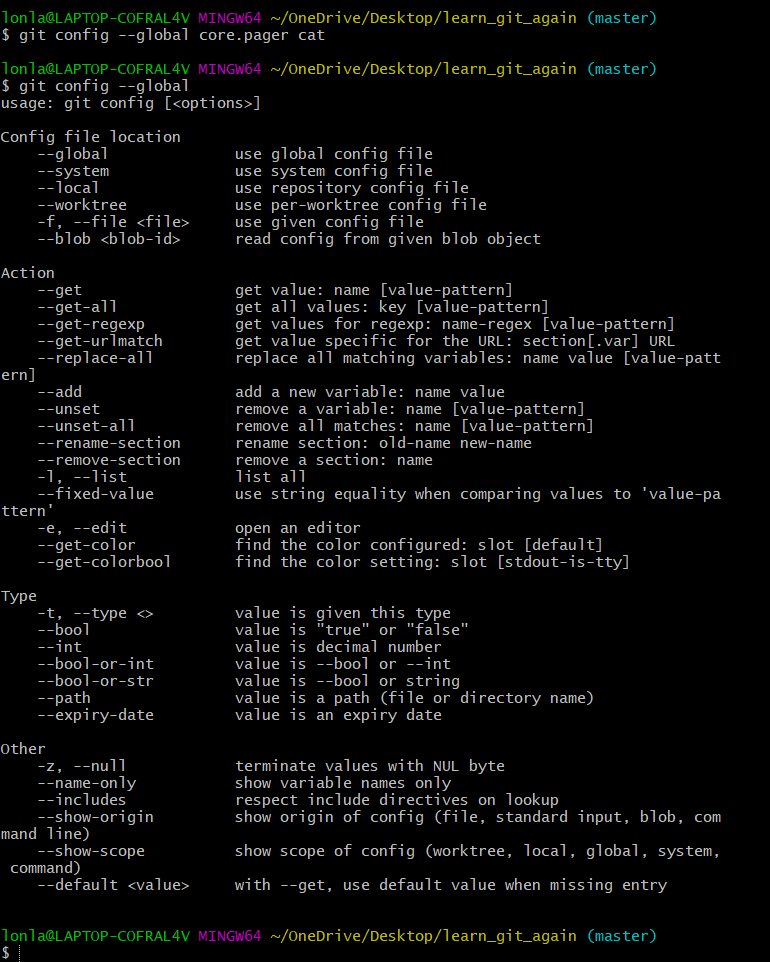 lonla@LAPTOP-COFRAL4V MINGW64 ~/OneDrive/Desktop/learn_git_again (master)
$ git config --global core.pager cat

lonla@LAPTOP-COFRAL4V MINGW64 ~/OneDrive/Desktop/learn_git_again (master)
$ git config --global
usage: git config [<options>]

Config file location
    --global              use global config file
    --system              use system config file
    --local               use repository config file
    --worktree            use per-worktree config file
    -f, --file <file>     use given config file
    --blob <blob-id>      read config from given blob object

Action
    --get                 get value: name [value-pattern]
    --get-all             get all values: key [value-pattern]
    --get-regexp          get values for regexp: name-regex [value-pattern]
    --get-urlmatch        get value specific for the URL: section[.var] URL
    --replace-all         replace all matching variables: name value [value-patt
ern]
    --add                 add a new variable: name value
    --unset               remove a variable: name [value-pattern]
    --unset-all           remove all matches: name [value-pattern]
    --rename-section      rename section: old-name new-name
    --remove-section      remove a section: name
    -l, --list            list all
    --fixed-value         use string equality when comparing values to 'value-pa
ttern'
    -e, --edit            open an editor
    --get-color           find the color configured: slot [default]
    --get-colorbool       find the color setting: slot [stdout-is-tty]

Type
    -t, --type <>         value is given this type
    --bool                value is "true" or "false"
    --int                 value is decimal number
    --bool-or-int         value is --bool or --int
    --bool-or-str         value is --bool or string
    --path                value is a path (file or directory name)
    --expiry-date         value is an expiry date

Other
    -z, --null            terminate values with NUL byte
    --name-only           show variable names only
    --includes            respect include directives on lookup
    --show-origin         show origin of config (file, standard input, blob, com
mand line)
    --show-scope          show scope of config (worktree, local, global, system,
 command)
    --default <value>     with --get, use default value when missing entry

lonla@LAPTOP-COFRAL4V MINGW64 ~/OneDrive/Desktop/learn_git_again (master)
$